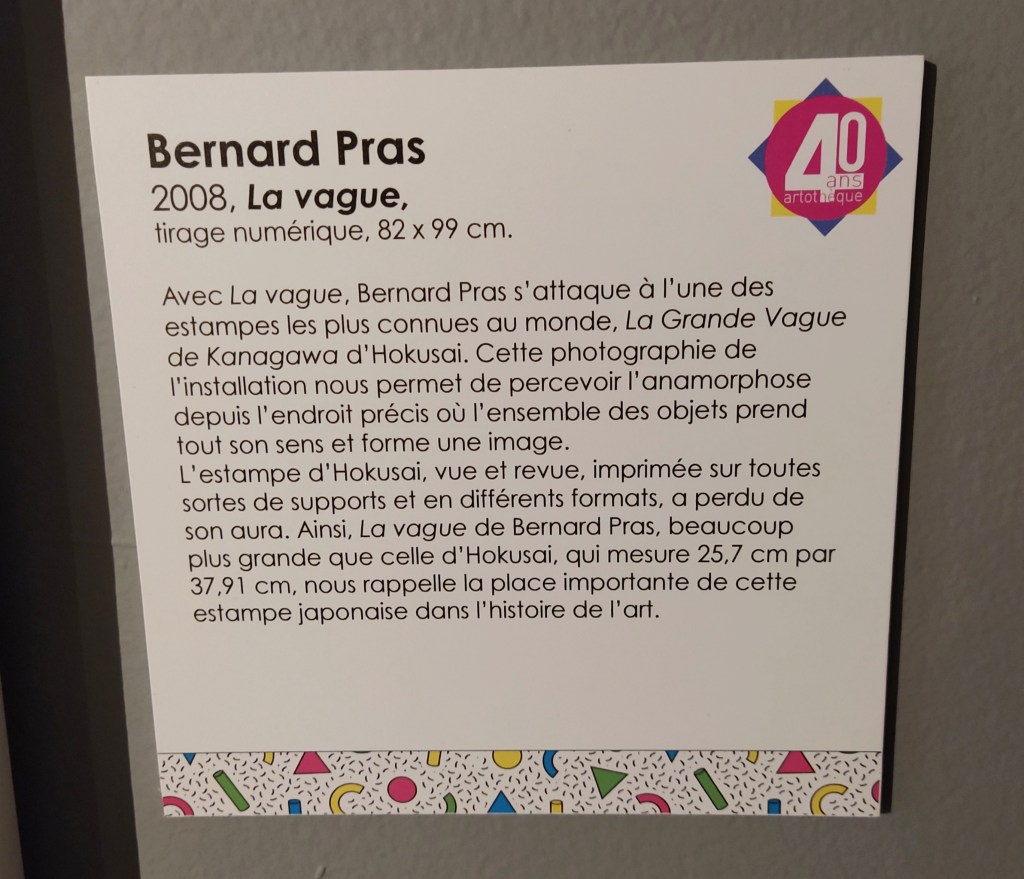 Bernard Pras
2008, La vague,
tirage numérique, 82 x 99 cm.
40
ans
artothèque
Avec La vague, Bernard Pras s'attaque à l'une des
estampes les plus connues au monde, La Grande Vague
de Kanagawa d'Hokusai. Cette photographie de
l'installation nous permet de percevoir l'anamorphose
depuis l'endroit précis où l'ensemble des objets prend
tout son sens et forme une image.
L'estampe d'Hokusai, vue et revue, imprimée sur toutes
sortes de supports et en différents formats, a perdu de
son aura. Ainsi, La vague de Bernard Pras, beaucoup
plus grande que celle d'Hokusai, qui mesure 25,7 cm par
37,91 cm, nous rappelle la place importante de cette
estampe japonaise dans l'histoire de l'art.